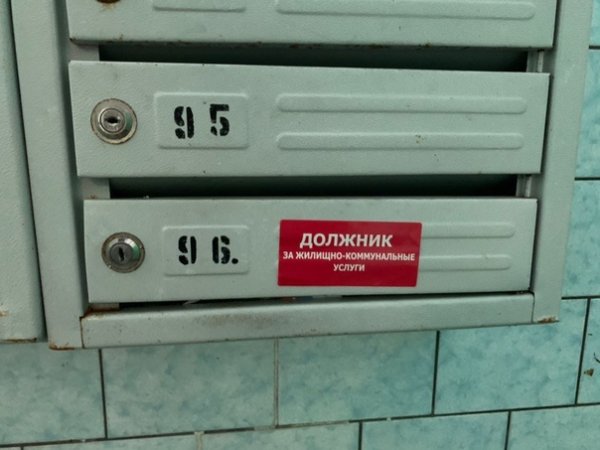 95
96.
ДОЛЖНИК
ЗА ЖИЛИЩНО-КОММУНАЛЬНЫЕ
УСЛУГИ